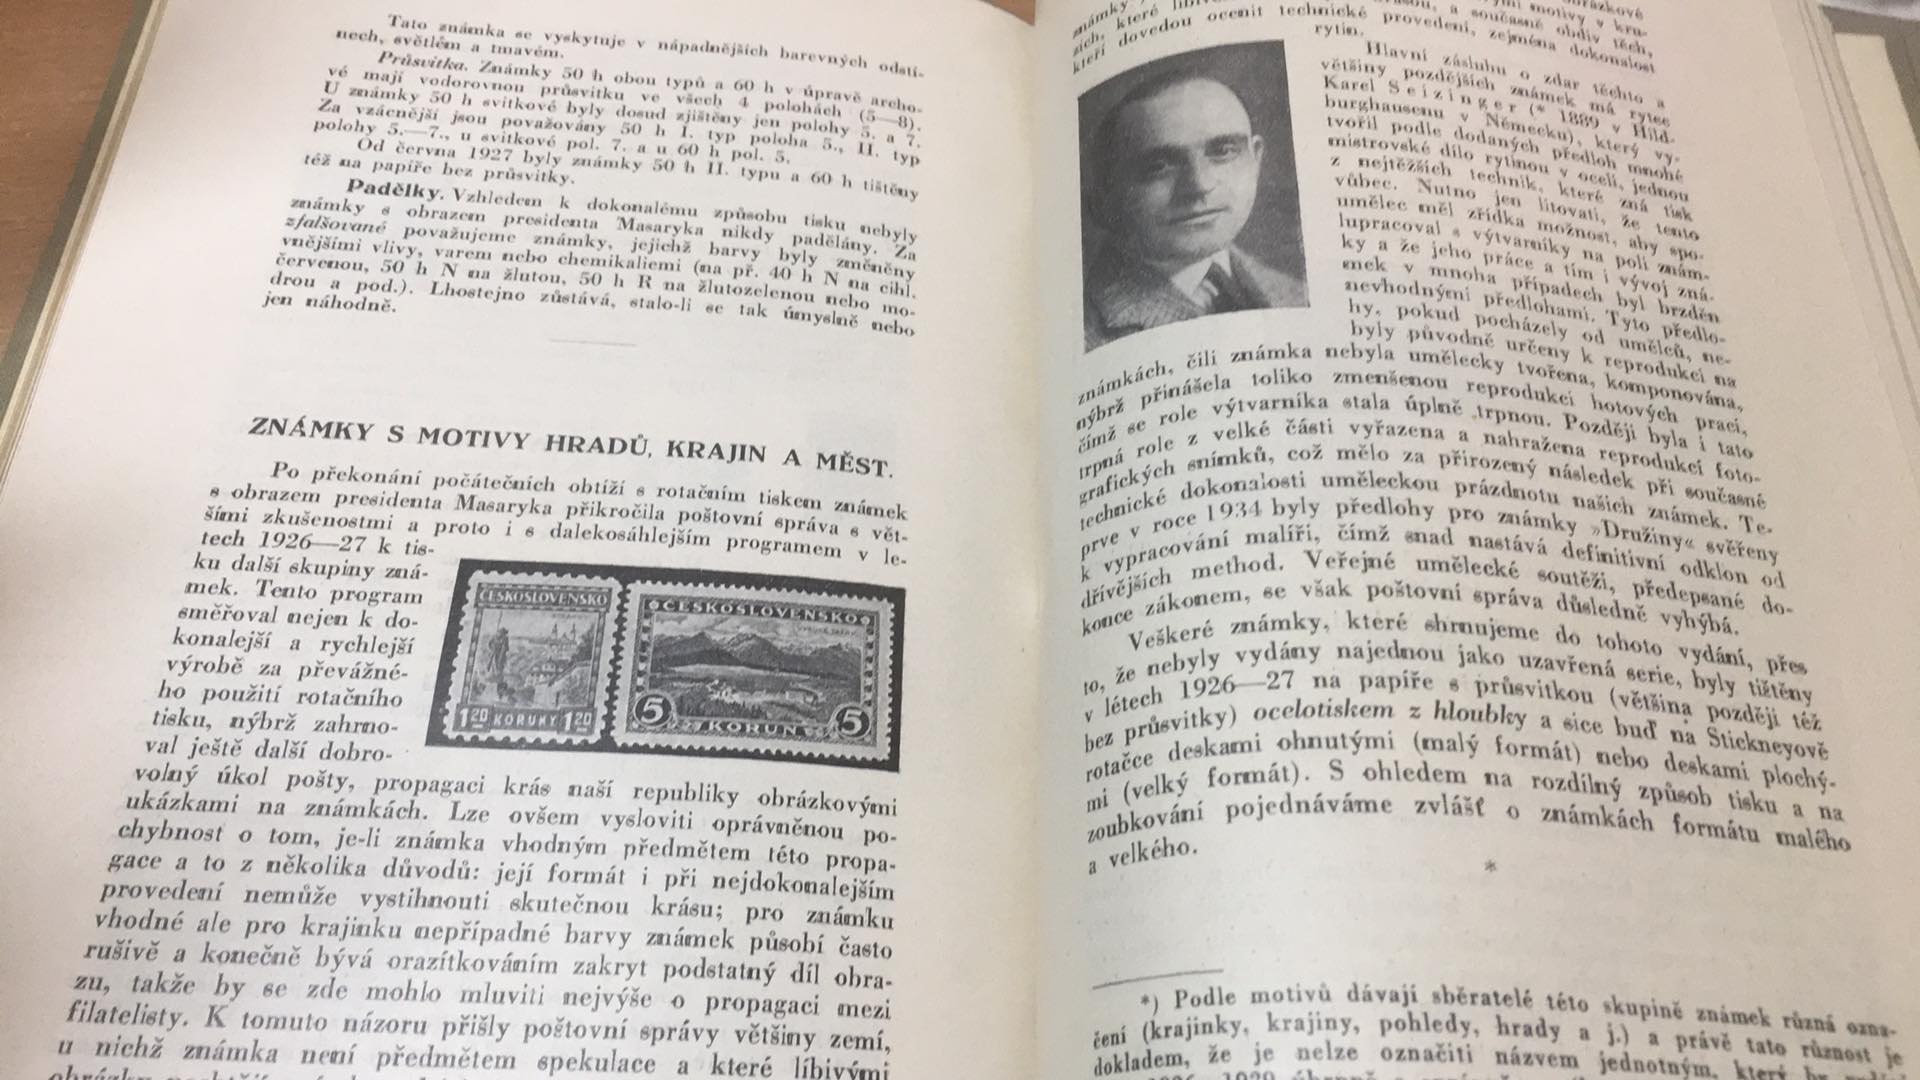 Tato známka se vyskytuje v nápadnějších barevných odstí-
nech, světlém a tmavém.
Průsvitka. Známky 50 h obou typů a 60 h v úpravě archo-
vé mají vodorovnou průsvitku ve všech 4 polohách (5—8).
U známky 50 h svitkové byly dosud zjištěny jen polohy 5. a 7.
Za vzácnější jsou považovány 50 h I. typ poloha 5., II. typ
polohy 5.—7., u svitkové pol. 7. a u 60 h pol. 5.
Od června 1927 byly známky 50 h II. typu a 60 h tištěny
též na papíře bez průsvitky.
Padělky. Vzhledem k dokonalému způsobu tisku nebyly
známky s obrazem presidenta Masaryka nikdy padělány. Za
zfalšované považujeme známky, jejichž barvy byly změněny
vnějšími vlivy, varem nebo chemikaliemi (na př. 40 h N na cihl.
červenou, 50 h N na žlutou, 50 h R na žlutozelenou nebo mo-
drou a pod.). Lhostejno zůstává, stalo-li se tak úmyslně nebo
jen náhodně.
ZNÁMKY S MOTIVY HRADŮ, KRAJIN A MĚST.
Po překonání počátečních obtíží s rotačním tiskem známek
s obrazem presidenta Masaryka přikročila poštovní správa s vět-
šími zkušenostmi a proto i s dalekosáhlejším programem v le-
tech 1926—27 k tis-
ku další skupiny zná-
mek. Tento program
směřoval nejen k do-
konalejší a rychlejší
výrobě za převážné-
ho použití rotačního
tisku, nýbrž zahrno-
val ještě další dobro-
volný úkol pošty, propagaci krás naší republiky obrázkovými
ukázkami na známkách. Lze ovšem vysloviti oprávněnou po-
chybnost o tom, je-li známka vhodným předmětem této propa-
gace a to z několika důvodů: její formát i při nejdokonalejším
provedení nemůže vystihnouti skutečnou krásu; pro známku
vhodné ale pro krajinku nepřípadné barvy známek působí často
rušivě a konečně bývá orazítkováním zakryt podstatný díl obra-
zu, takže by se zde mohlo mluviti nejvýše o propagaci mezi
filatelisty. K tomuto názoru přišly poštovní správy většiny zemí,
u nichž známka není předmětem spekulace a které líbivými
ČESKOSLOVENSKO
1 20 KORUNY 1 20
ČESKOSLOVENSKO
5 KORUN 5
motivy v kru-
a současně obdiv těch,
kteří dovedou ocenit technické provedení, zejména dokonalost
rytin.
Hlavní zásluhu o zdar těchto a
většiny pozdějších známek má rytec
Karel Seizinger (* 1889 v Hild-
burghausenu v Německu), který vy-
tvořil podle dodaných předloh mnohé
mistrovské dílo rytinou v oceli, jednou
z nejtěžších technik, které zná tisk
vůbec. Nutno jen litovati, že tento
umělec měl zřídka možnost, aby spo-
lupracoval s výtvarníky na poli znám-
ky a že jeho práce a tím i vývoj zná-
mek v mnoha případech byl brzděn
nevhodnými předlohami. Tyto předlo-
hy, pokud pocházely od umělců, ne-
byly původně určeny k reprodukci na
známkách, čili známka nebyla umělecky tvořena, komponována,
nýbrž přinášela toliko zmenšenou reprodukci hotových prací,
čímž se role výtvarníka stala úplně trpnou. Později byla i tato
trpná role z velké části vyřazena a nahražena reprodukcí foto-
grafických snímků, což mělo za přirozený následek při současné
technické dokonalosti uměleckou prázdnotu našich známek. Te-
prve v roce 1934 byly předlohy pro známky »Družiny« svěřeny
k vypracování malíři, čímž snad nastává definitivní odklon od
dřívějších method. Veřejné umělecké soutěži, předepsané do-
konce zákonem, se však poštovní správa důsledně vyhýbá.
Veškeré známky, které shrnujeme do tohoto vydání, přes
to, že nebyly vydány najednou jako uzavřená serie, byly tištěny
v létech 1926—27 na papíře s průsvitkou (většina později též
bez průsvitky) ocelotiskem z hloubky a sice buď na Stickneyově
rotačce deskami ohnutými (malý formát) nebo deskami plochý-
mi (velký formát). S ohledem na rozdílný způsob tisku a na
zoubkování pojednáváme zvlášť o známkách formátu malého
a velkého.
*
*) Podle motivů dávají sběratelé této skupině známek různá ozna-
čení (krajinky, krajiny, pohledy, hrady a j.) a právě tato různost je
dokladem, že je nelze označiti názvem jednotným, který by